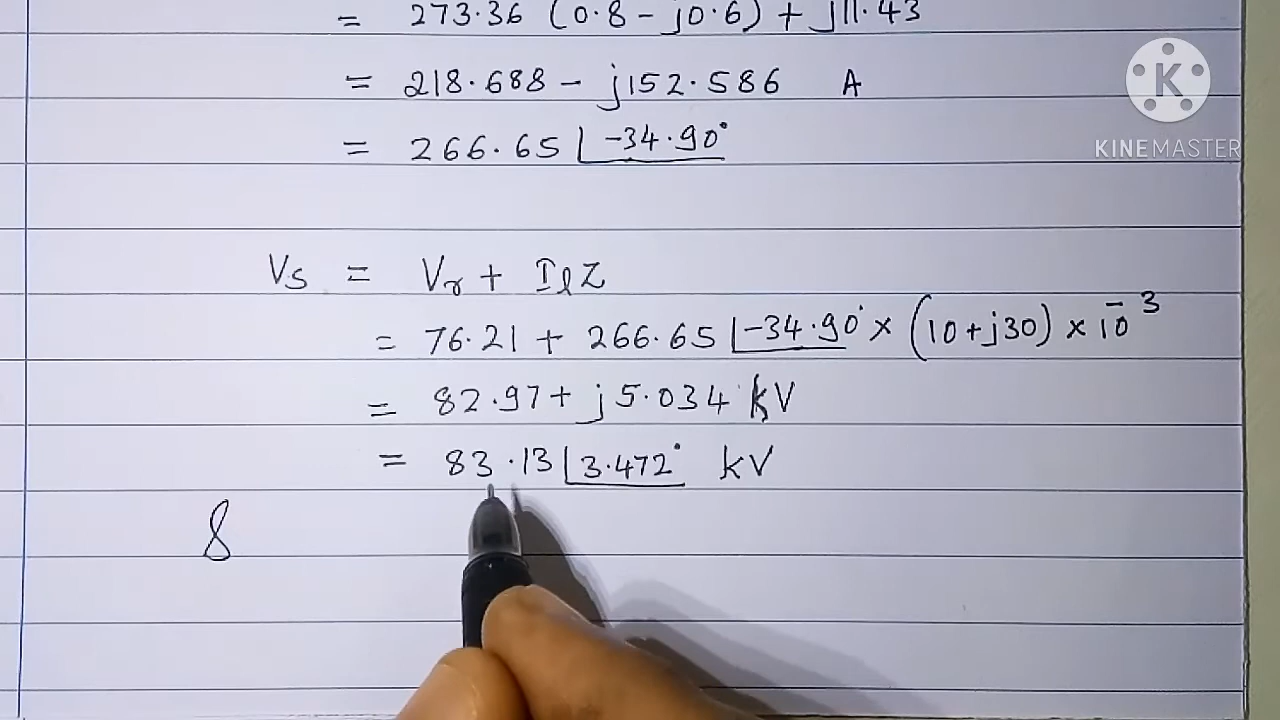 = 273.36 (0.8 - j0.6) + j11.43
= 218.688 - j152.586 A
= 266.65 ∠-34.90°
K
KINEMASTER
Vs = Vr + IlZ
= 76.21 + 266.65 ∠-34.90° × (10+j30) × 10^-3
= 82.97 + j5.034 kV
= 83.13 ∠3.472° kV
8